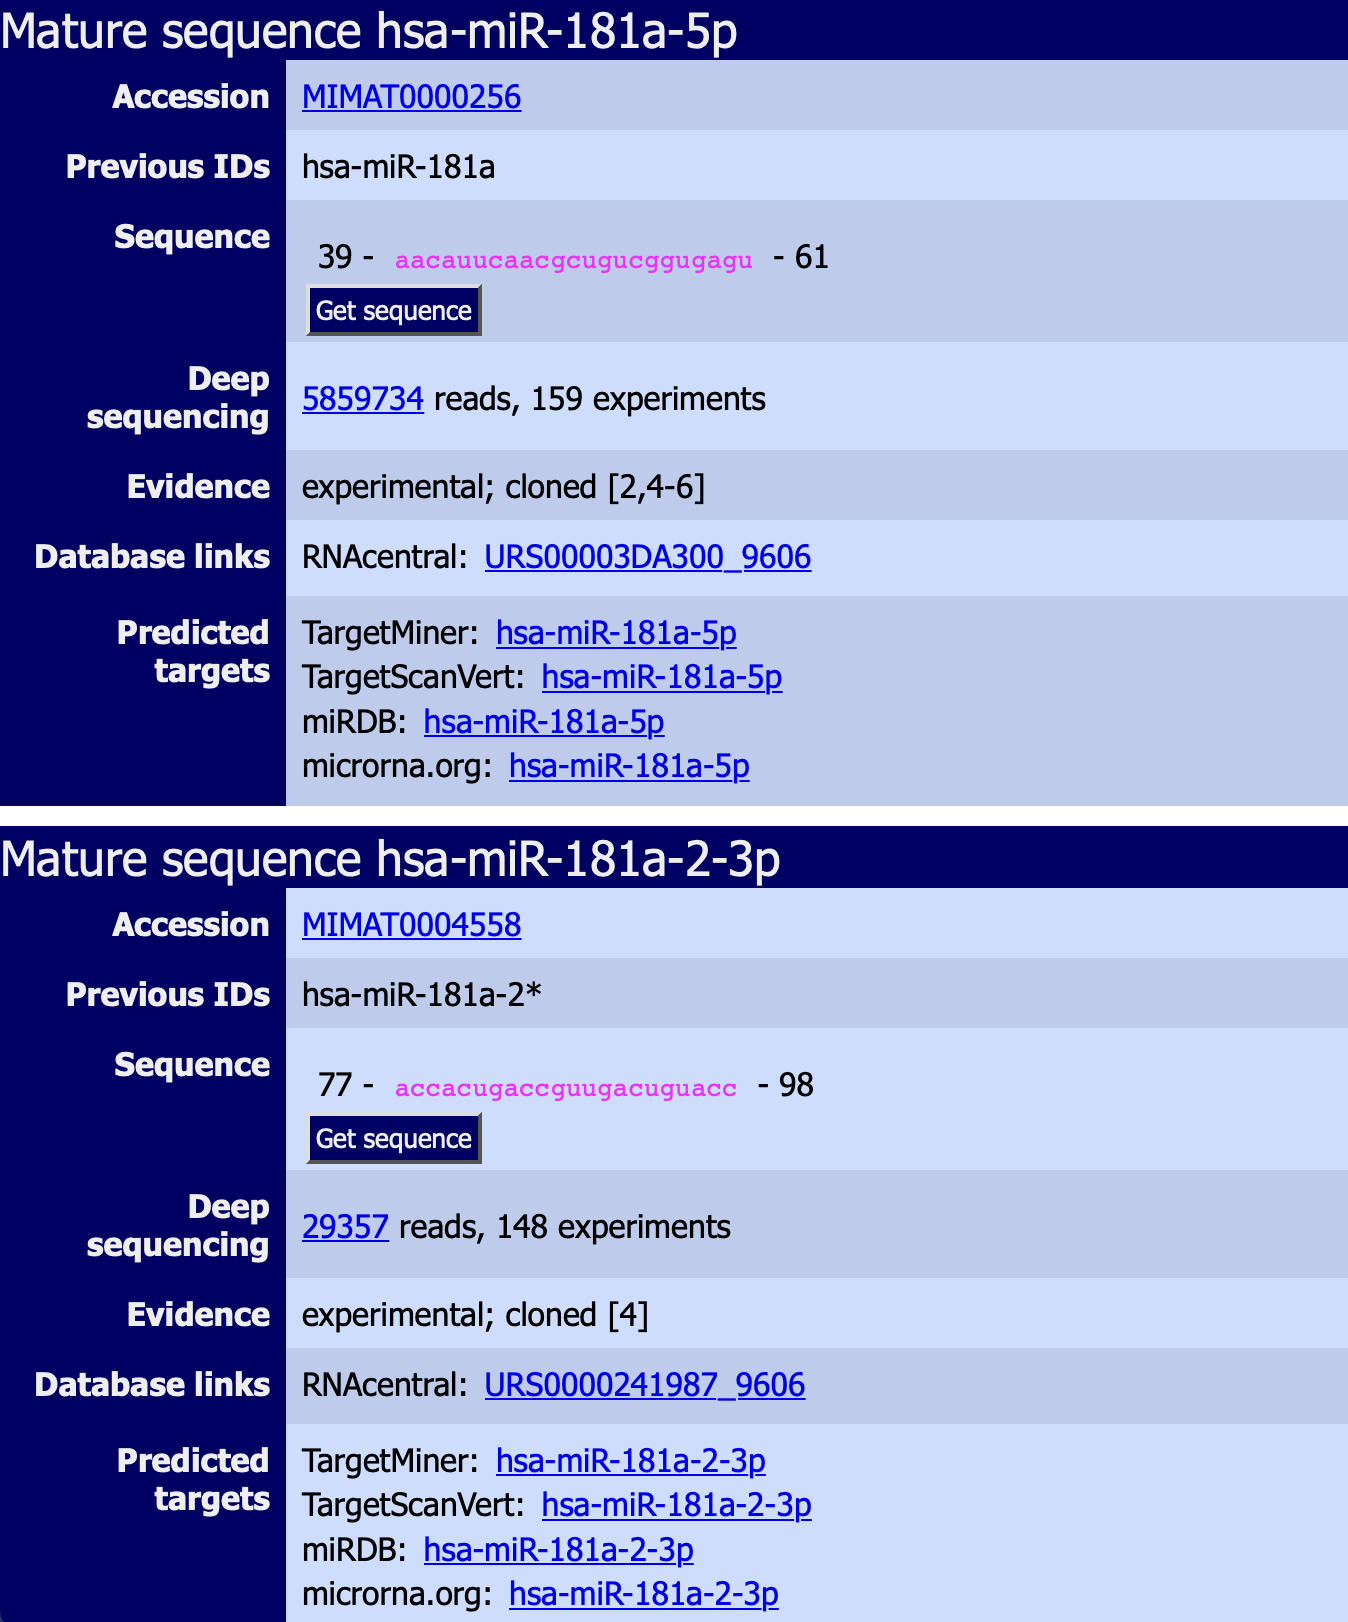 Mature sequence hsa-miR-181a-5p
Accession MIMAT0000256
Previous IDs hsa-miR-181a
Sequence
39 - aacauucaacgcugucggugagu - 61
Get sequence
Deep sequencing 5859734 reads, 159 experiments
Evidence experimental; cloned [2,4-6]
Database links RNAcentral: URS00003DA300_9606
Predicted targets
TargetMiner: hsa-miR-181a-5p
TargetScanVert: hsa-miR-181a-5p
miRDB: hsa-miR-181a-5p
microrna.org: hsa-miR-181a-5p
Mature sequence hsa-miR-181a-2-3p
Accession MIMAT0004558
Previous IDs hsa-miR-181a-2*
Sequence
77 - accacugaccguugacuguacc - 98
Get sequence
Deep sequencing 29357 reads, 148 experiments
Evidence experimental; cloned [4]
Database links RNAcentral: URS0000241987_9606
Predicted targets
TargetMiner: hsa-miR-181a-2-3p
TargetScanVert: hsa-miR-181a-2-3p
miRDB: hsa-miR-181a-2-3p
microrna.org: hsa-miR-181a-2-3p